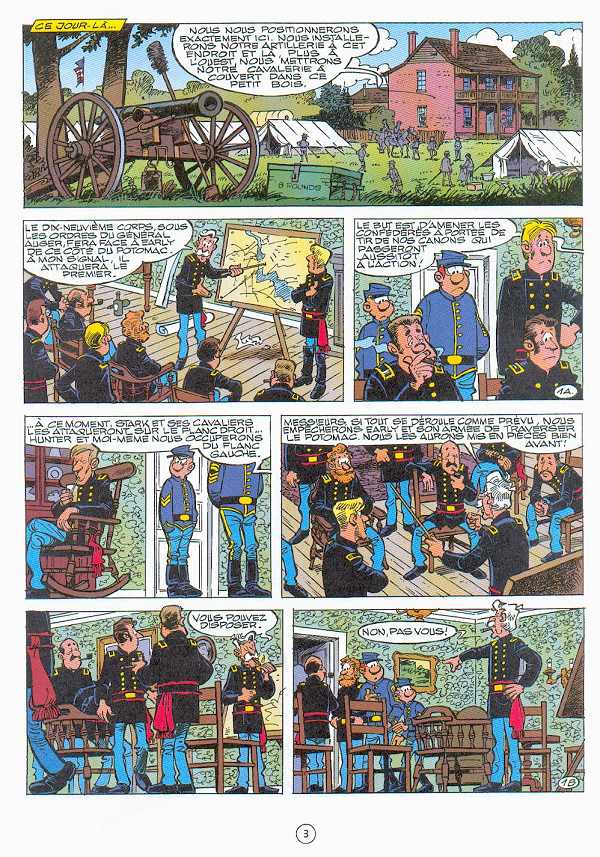 CE JOUR-LÀ...
NOUS NOUS POSITIONNERONS
EXACTEMENT ICI. NOUS INSTALLE-
RONS NOTRE ARTILLERIE À CET
ENDROIT ET LÀ, PLUS À
L'OUEST, NOUS METTRONS
NOTRE CAVALERIE À
COUVERT DANS CE
PETIT BOIS.
8 ROUNDS
LE DIX-NEUVIÈME CORPS, SOUS
LES ORDRES DU GÉNÉRAL
AUGER, FERA FACE À EARLY
DE CE CÔTÉ DU POTOMAC.
À MON SIGNAL, IL
ATTAQUERA LE
PREMIER.
LE BUT EST D'AMENER LES
CONFÉDÉRÉS À PORTÉE DE
TIR DE NOS CANONS QUI
PASSERONT
AUSSITÔT
À L'ACTION!
1A.
... À CE MOMENT, STARK ET SES CAVALIERS
LES ATTAQUERONT SUR LE FLANC DROIT...
HUNTER ET MOI-MÊME NOUS OCCUPERONS
DU FLANC
GAUCHE.
MESSIEURS, SI TOUT SE DÉROULE COMME PRÉVU, NOUS
EMPÊCHERONS EARLY ET SON ARMÉE DE TRAVERSER
LE POTOMAC. NOUS LES AURONS MIS EN PIÈCES BIEN
AVANT!
VOUS POUVEZ
DISPOSER.
NON, PAS VOUS!
1B
3